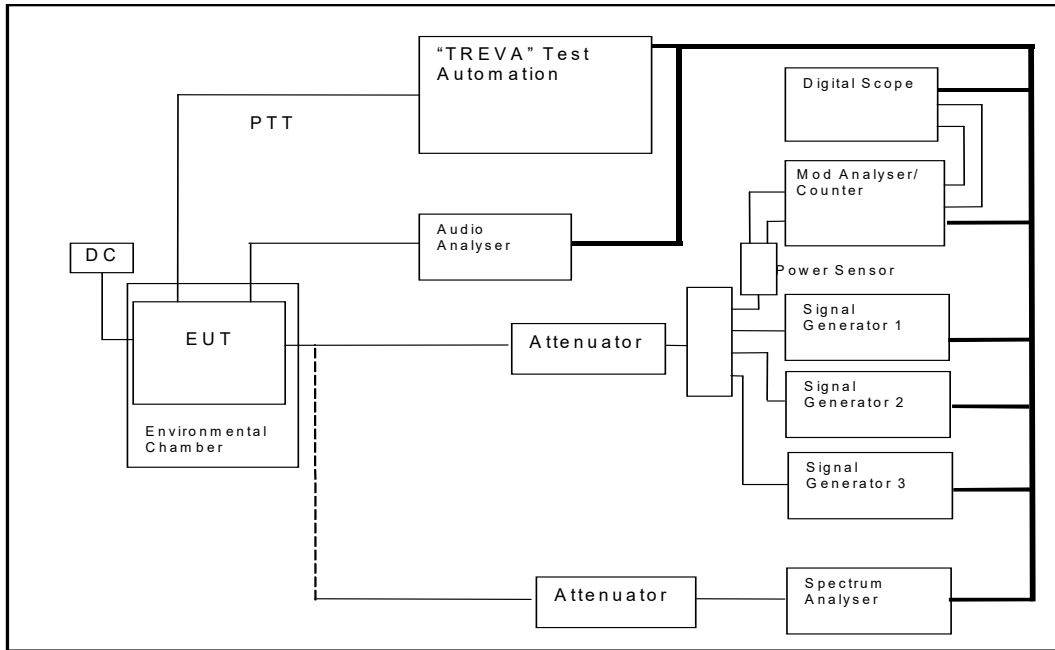 “TREVA” Test
Automation
Digital Scope
PTT
Mod Analyser/
Counter
Audio
Analyser
DC
Power Sensor
EUT
Attenuator
Signal
Generator 1
Signal
Generator 2
Environmental
Chamber
Signal
Generator 3
Attenuator
Spectrum
Analyser